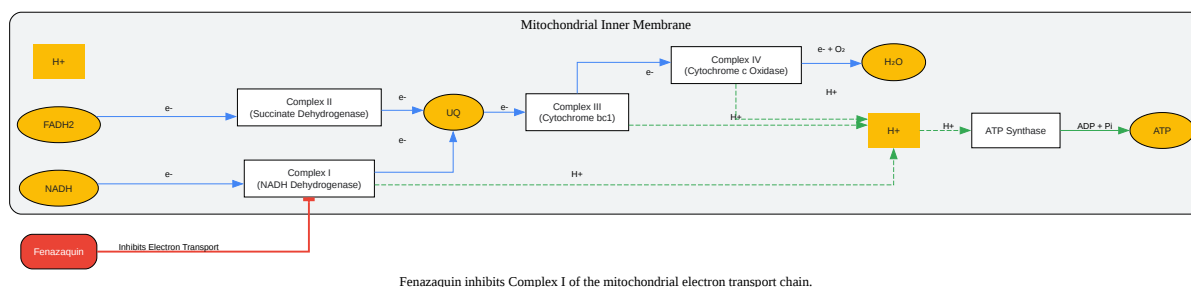 Mitochondrial Inner Membrane
H+
FADH2
NADH
e-
e-
Complex II
(Succinate Dehydrogenase)
Complex I
(NADH Dehydrogenase)
e-
e-
UQ
e-
Complex III
(Cytochrome bc1)
e-
Complex IV
(Cytochrome c Oxidase)
e- + O₂
H₂O
H+
H+
H+
H+
H+
ATP Synthase
ADP + Pi
ATP
Fenazaquin
Inhibits Electron Transport
Fenazaquin inhibits Complex I of the mitochondrial electron transport chain.